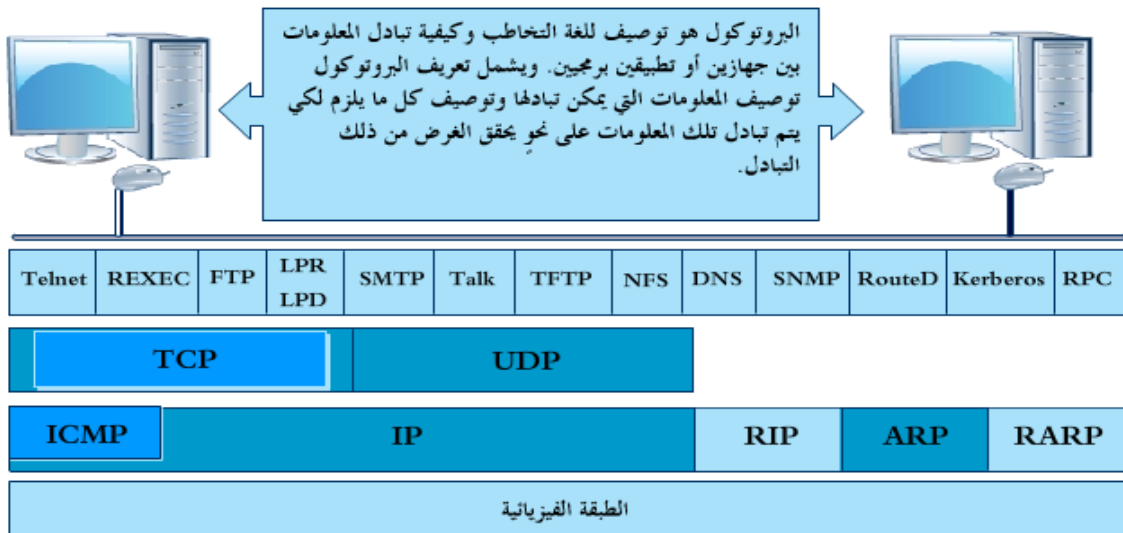 البروتوكول هو توصيف للغة التخاطب وكيفية تبادل المعلومات
بين جهازين أو تطبيقين برمجيين. ويشمل تعريف البروتوكول
توصيف المعلومات التي يمكن تبادلها وتوصيف كل ما يلزم لكي
يتم تبادل تلك المعلومات على نحوٍ يحقق الغرض من ذلك
التبادل.
Telnet REXEC FTP LPR LPD SMTP Talk TFTP NFS DNS SNMP RouteD Kerberos RPC
TCP UDP
ICMP IP RIP ARP RARP
الطبقة الفيزيائية